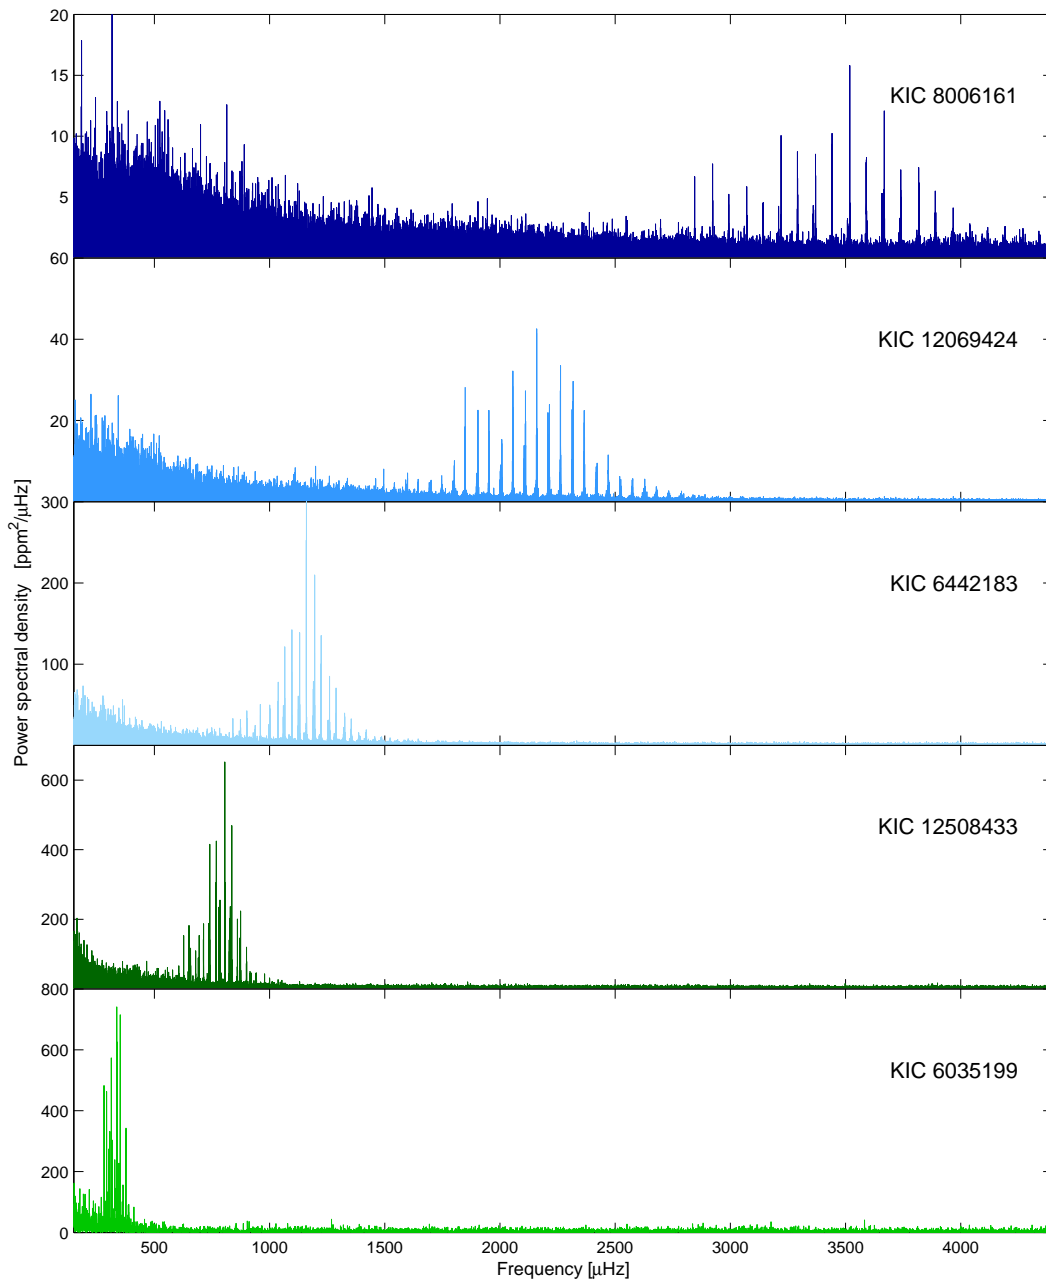 20
15
KIC 8006161
10
5
60
40
KIC 12069424
20
300
Power spectral density [ppm²/μHz]
200
KIC 6442183
100
600
KIC 12508433
400
200
800
600
KIC 6035199
400
200
0
500 1000 1500 2000 2500 3000 3500 4000
Frequency [μHz]